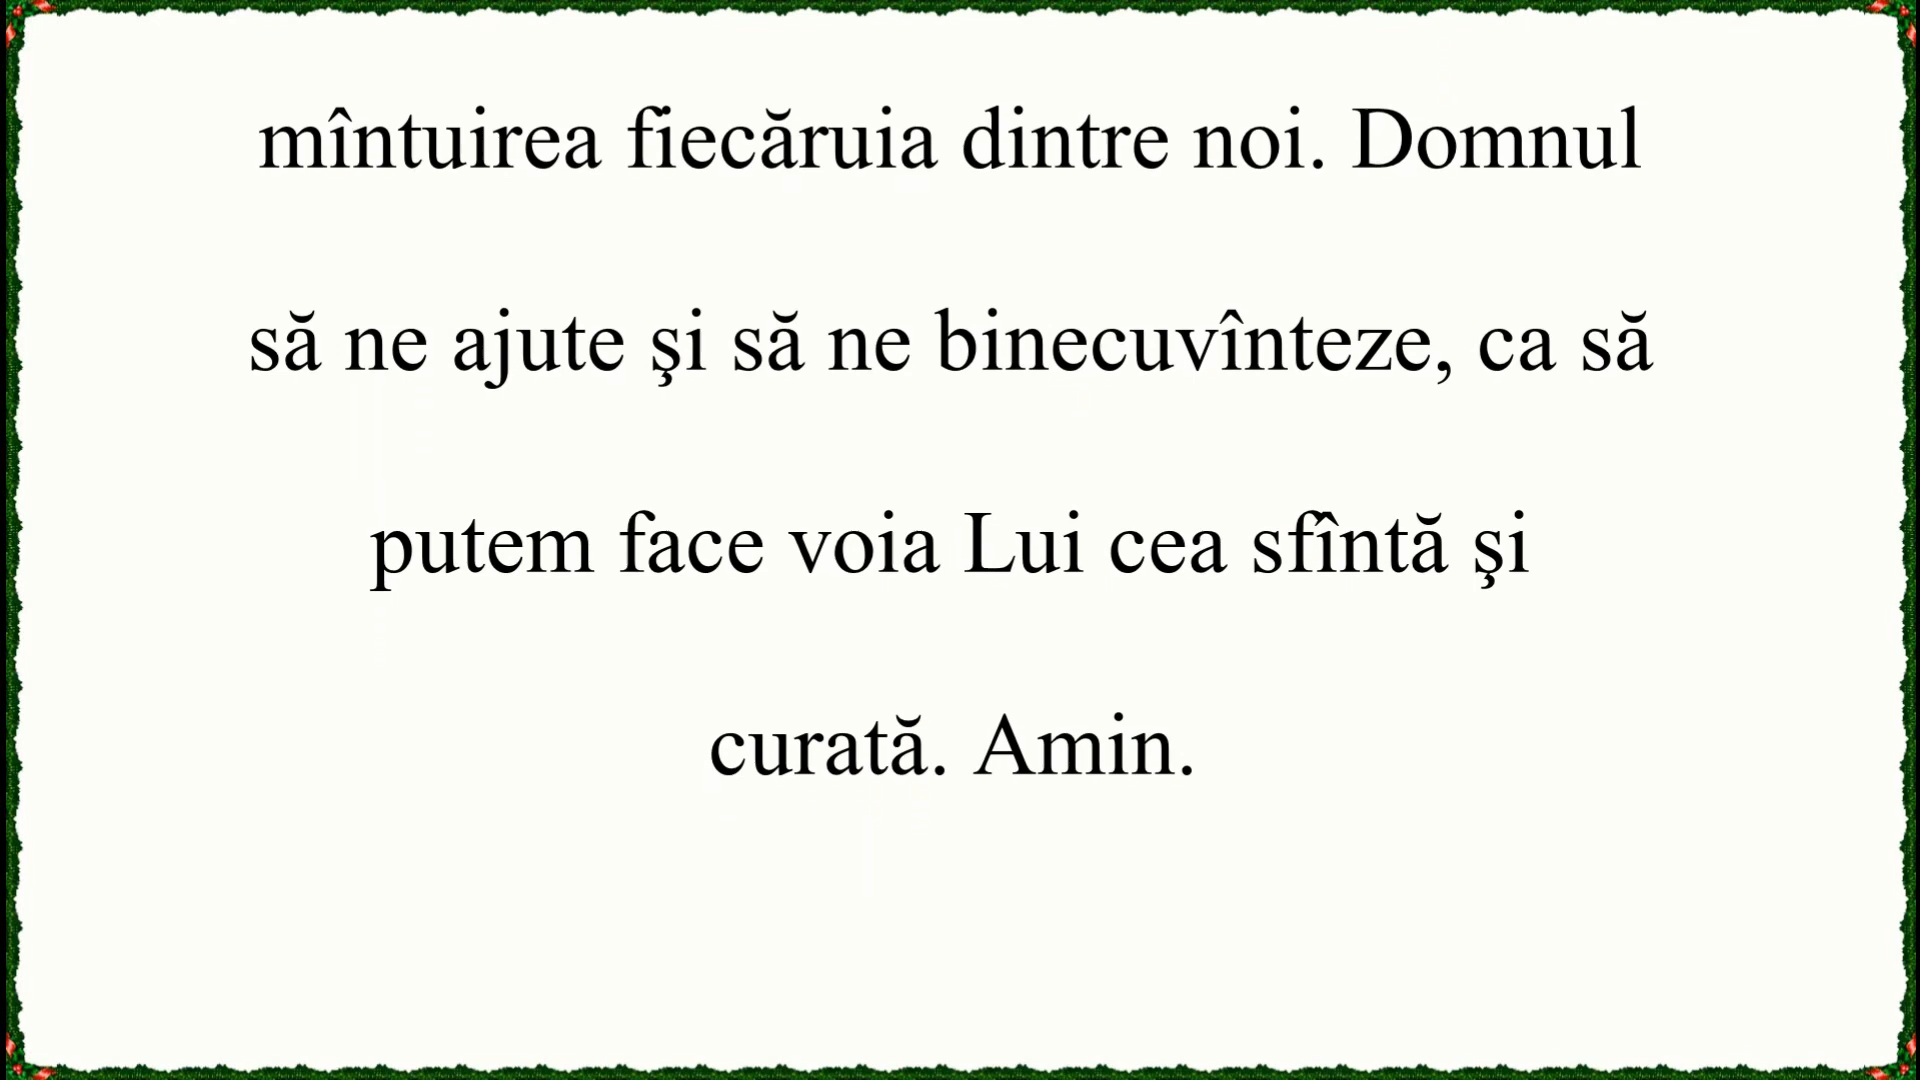 mîntuirea fiecăruia dintre noi. Domnul
să ne ajute şi să ne binecuvînteze, ca să
putem face voia Lui cea sfîntă şi
curată. Amin.